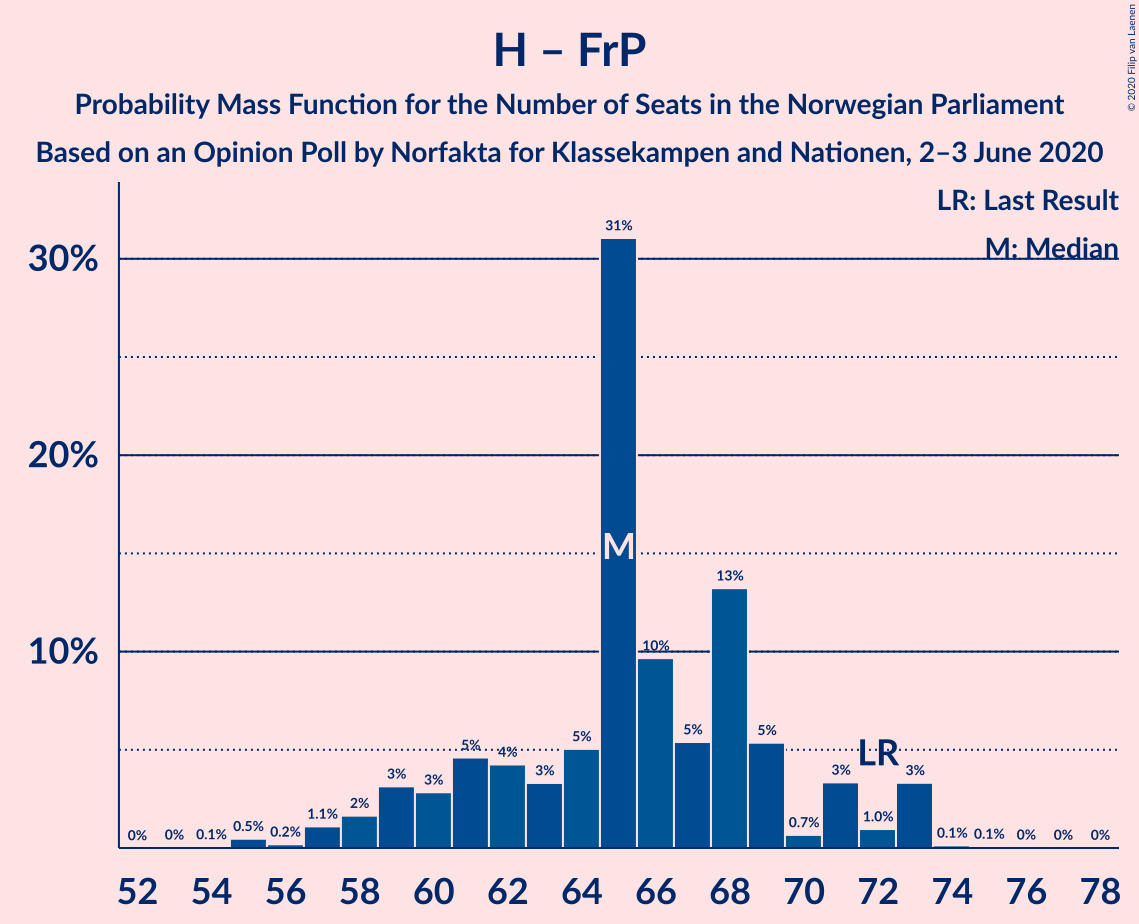 H – FrP
Probability Mass Function for the Number of Seats in the Norwegian Parliament
Based on an Opinion Poll by Norfakta for Klassekampen and Nationen, 2–3 June 2020
© 2020 Filip van Laenen
LR: Last Result
M: Median
30%
20%
10%
0% 0% 0.1% 0.5% 0.2% 1.1% 2% 3% 3% 5% 4% 3% 5% 31% 10% 5% 13% 5% 0.7% 3% 1.0% 3% 0.1% 0.1% 0% 0% 0%
M
LR
52 54 56 58 60 62 64 66 68 70 72 74 76 78